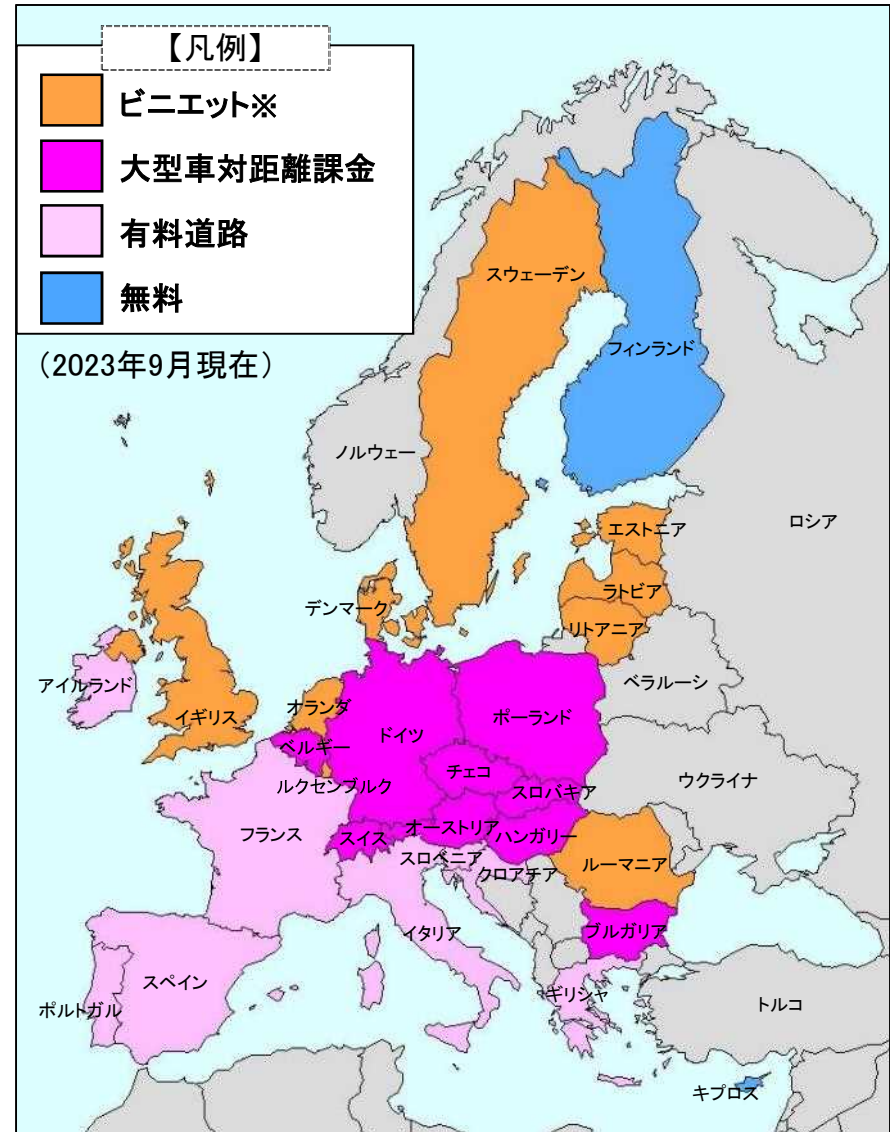 【凡例】
ビニエット※
大型車対距離課金
有料道路
無料
(2023年9月現在)
スウェーデン
フィンランド
ノルウェー
ロシア
エストニア
ラトビア
デンマーク
リトアニア
アイルランド
ベラルーシ
イギリス
オランダ
ポーランド
ドイツ
ベルギー
チェコ
ウクライナ
ルクセンブルク
スロバキア
フランス
スイス
オーストリア
ハンガリー
スロベニア
クロアチア
ルーマニア
イタリア
ブルガリア
スペイン
ポルトガル
ギリシャ
トルコ
キプロス